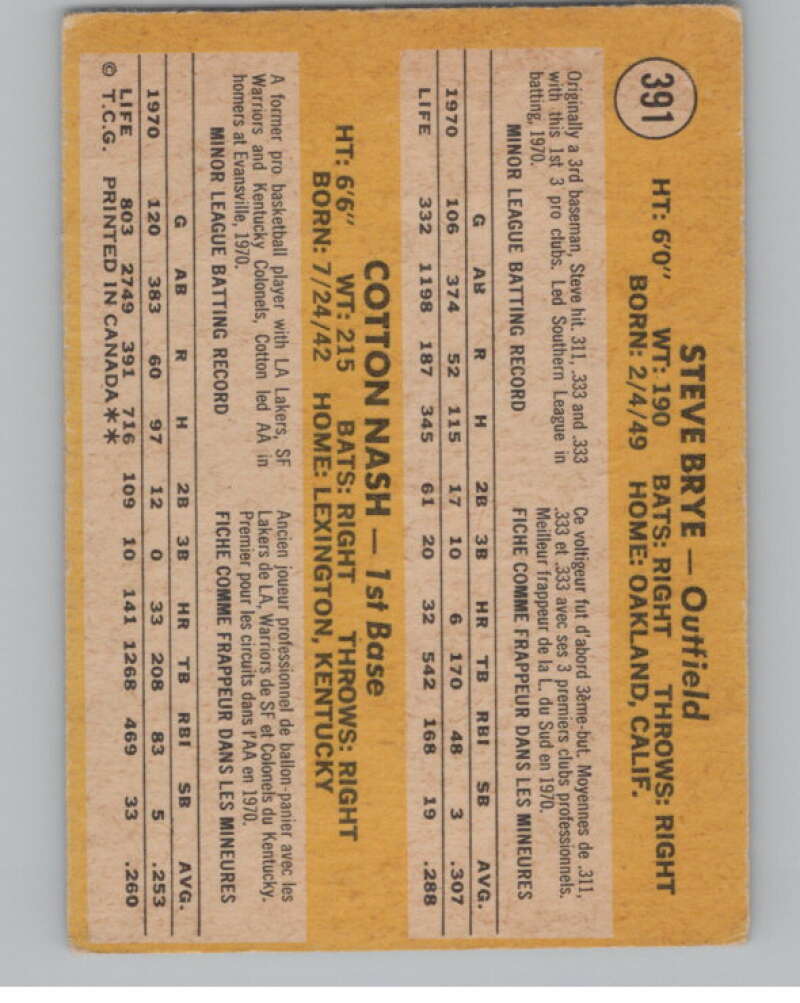 391
STEVE BRYE — Outfield
HT: 6'0" WT: 190 BATS: RIGHT THROWS: RIGHT
BORN: 2/4/49 HOME: OAKLAND, CALIF.
Originally a 3rd baseman, Steve hit. 311, .333 and .333
with this 1st 3 pro clubs. Led Southern League in
batting, 1970.
MINOR LEAGUE BATTING RECORD
Ce voltigeur fut d'abord 3ème-but. Moyennes de .311,
.333 et .333 avec ses 3 premiers clubs professionnels.
Meilleur frappeur de la L. du Sud en 1970.
FICHE COMME FRAPPEUR DANS LES MINEURES
G AB R H 2B 3B HR TB RBI SB AVG.
1970 106 374 52 115 17 10 6 170 48 3 .307
LIFE 332 1198 187 345 61 20 32 542 168 19 .288
COTTON NASH — 1st Base
HT: 6'6" WT: 215 BATS: RIGHT THROWS: RIGHT
BORN: 7/24/42 HOME: LEXINGTON, KENTUCKY
A former pro basketball player with LA Lakers, SF
Warriors and Kentucky Colonels, Cotton led AA in
homers at Evansville, 1970.
MINOR LEAGUE BATTING RECORD
Ancien joueur professionnel de ballon-panier avec les
Lakers de LA, Warriors de SF et Colonels du Kentucky.
Premier pour les circuits dans l'AA en 1970.
FICHE COMME FRAPPEUR DANS LES MINEURES
G AB R H 2B 3B HR TB RBI SB AVG.
1970 120 383 60 97 12 0 33 208 83 5 .253
LIFE 803 2749 391 716 109 10 141 1268 469 33 .260
© T.C.G. PRINTED IN CANADA**